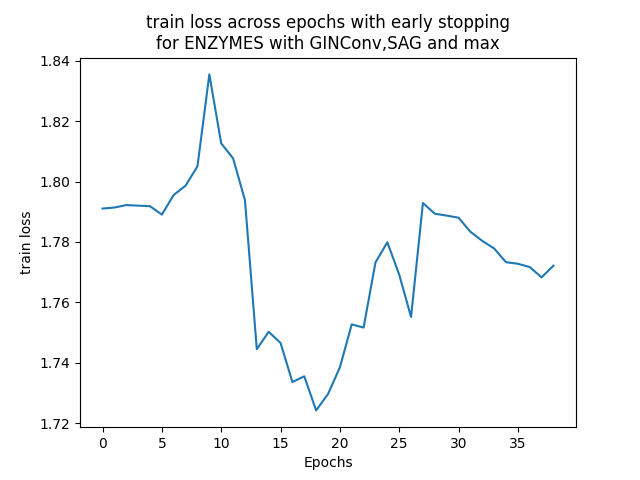 train loss across epochs with early stopping
for ENZYMES with GINConv,SAG and max
1.84
1.82
1.80
1.78
1.76
1.74
1.72
train loss
0 5 10 15 20 25 30 35
Epochs